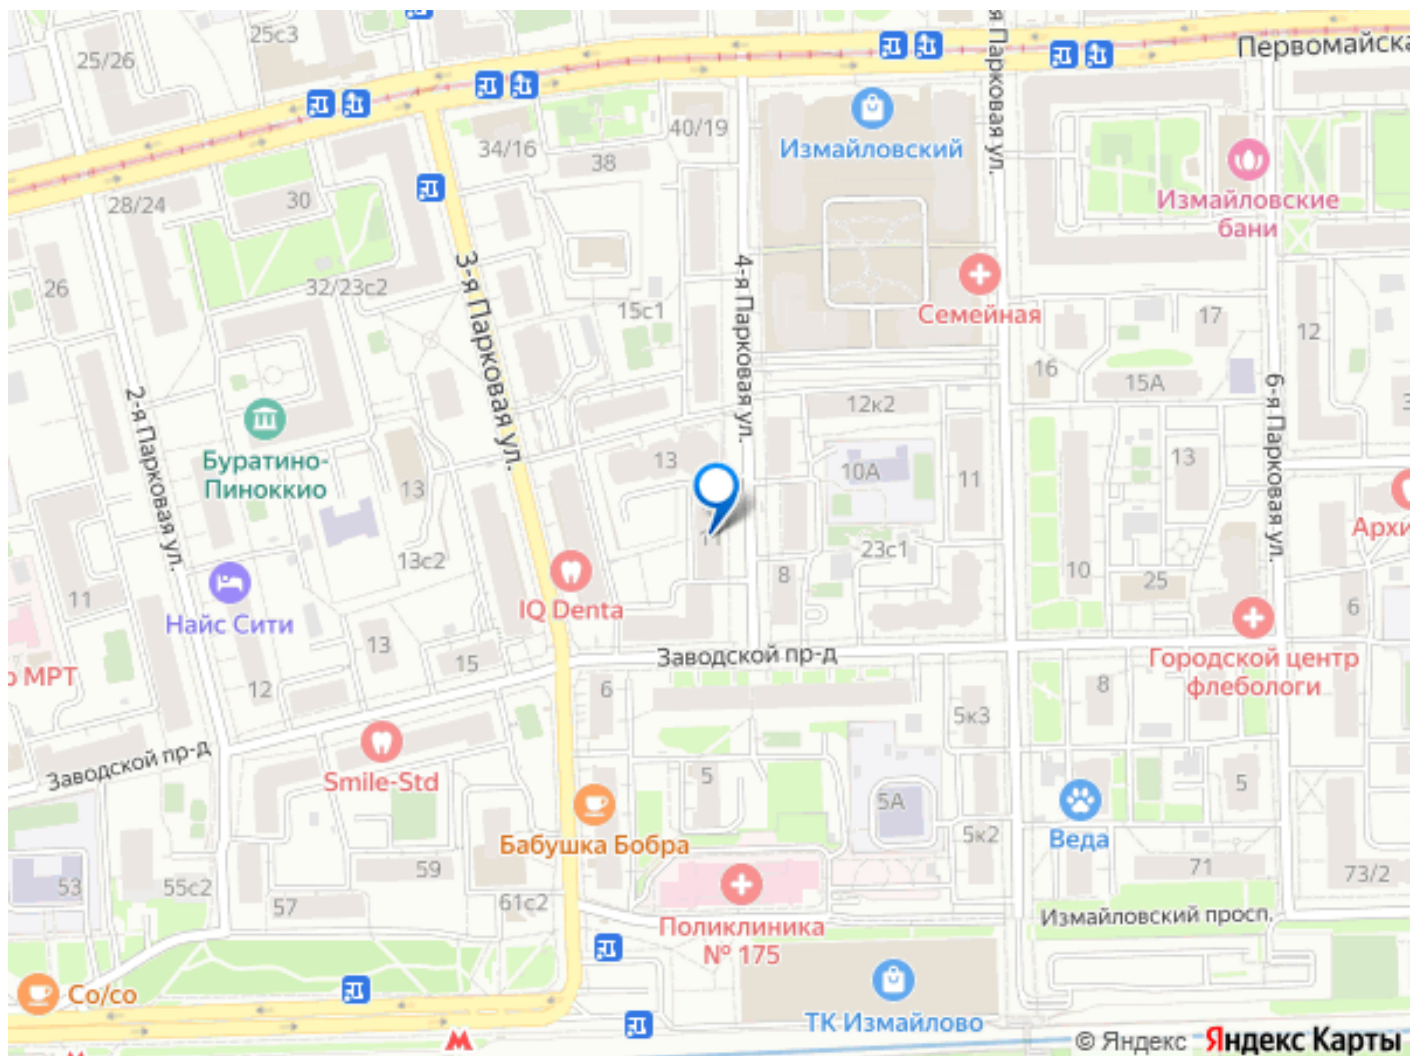 25с3
25/26
Первомайска
я Парковая ул.
40/19
34/16
38
Измайловский
28/24
30
Измайловские
бани
3-я Парковая ул.
4-я Парковая ул.
26
32/23с2
15с1
Семейная
17
12
2-я Парковая ул.
16
15А
6-я Парковая ул.
12к2
Буратино-
Пиноккио
13
13
10А
11
13
13с2
11
23с1
Архи
11
IQ Denta
8
10
25
6
Найс Сити
13
15
Заводской пр-д
Городской центр
флебологи
о МРТ
12
6
8
5к3
Заводской пр-д
Smile-Std
5
5А
5
Бабушка Бобра
5к2
Веда
53
55с2
59
71
73/2
57
61с2
Поликлиника
№ 175
Измайловский просп.
Co/co
ТК Измайлово
© Яндекс Яндекс Карты